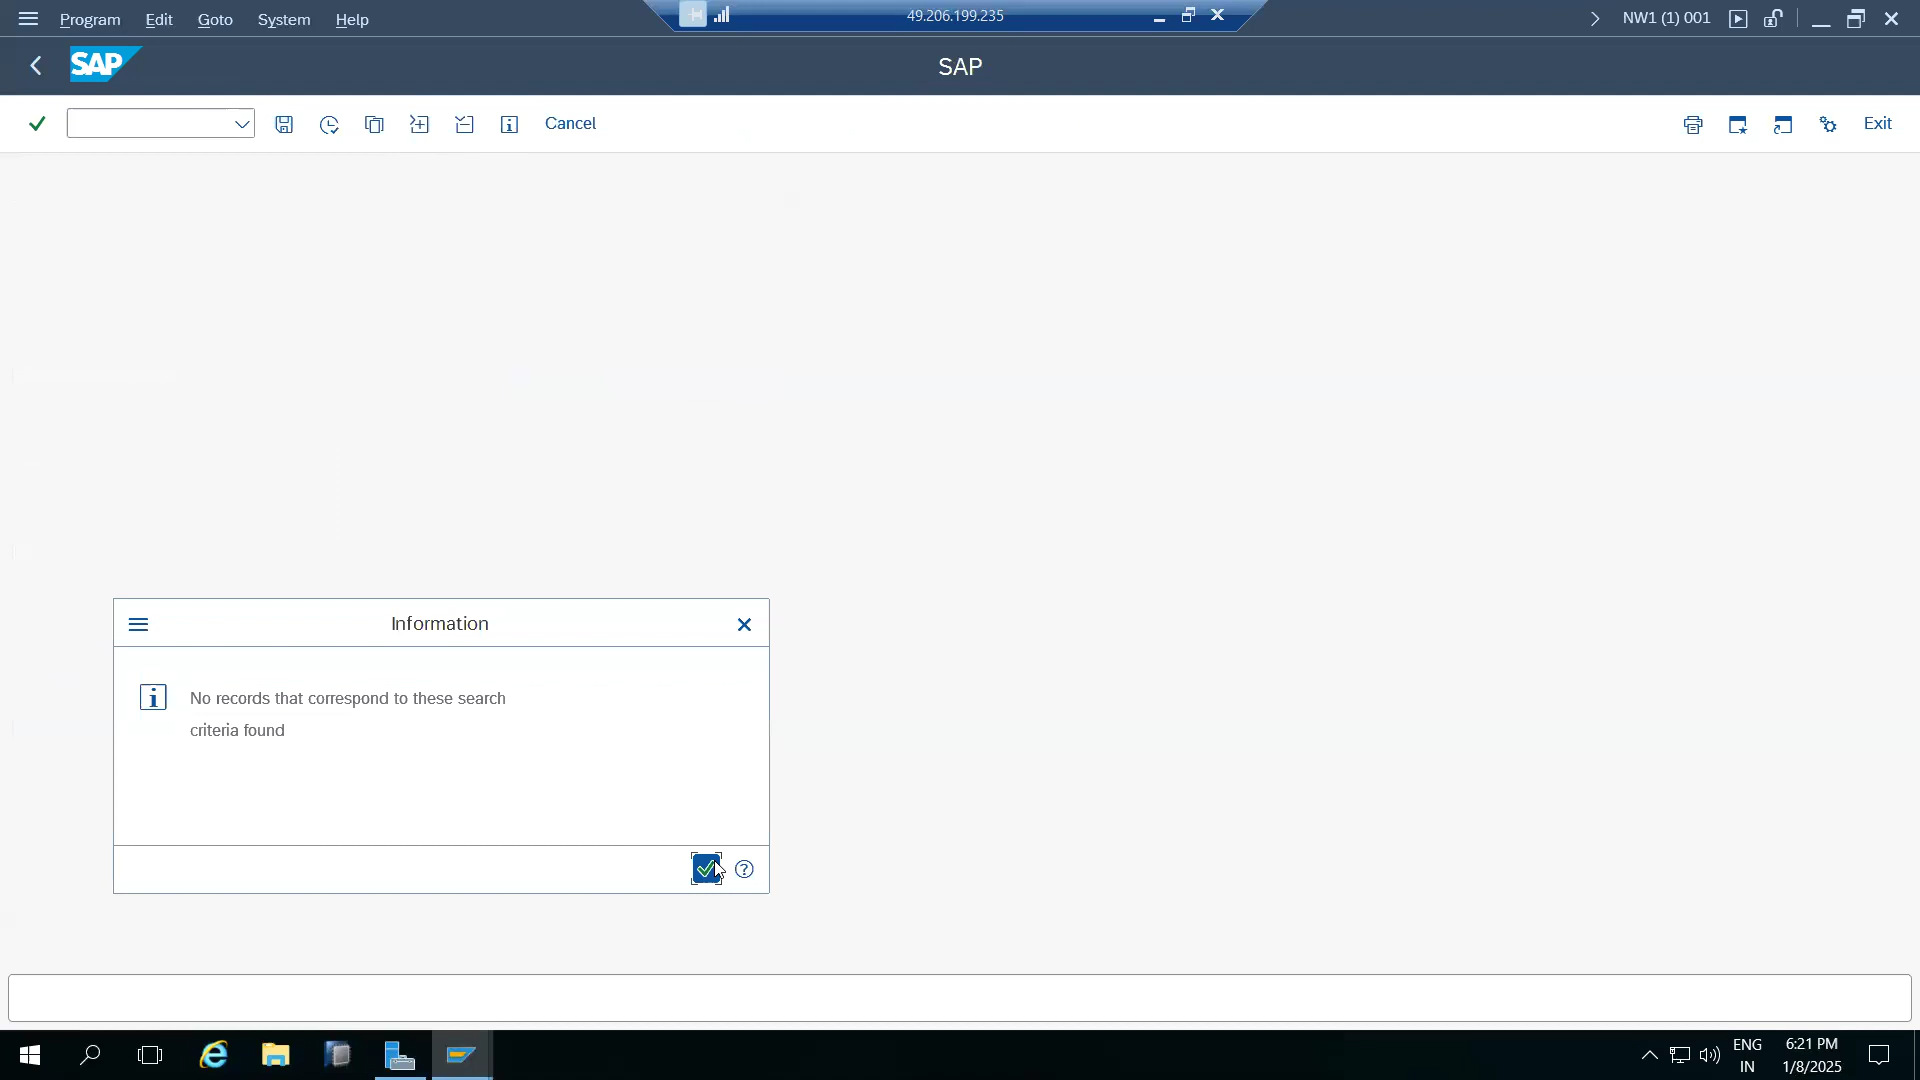 Program Edit Goto System Help
49.206.199.235
NW1 (1) 001
SAP
SAP
Cancel
Exit
Information
No records that correspond to these search
criteria found
ENG
IN
6:21 PM
1/8/2025